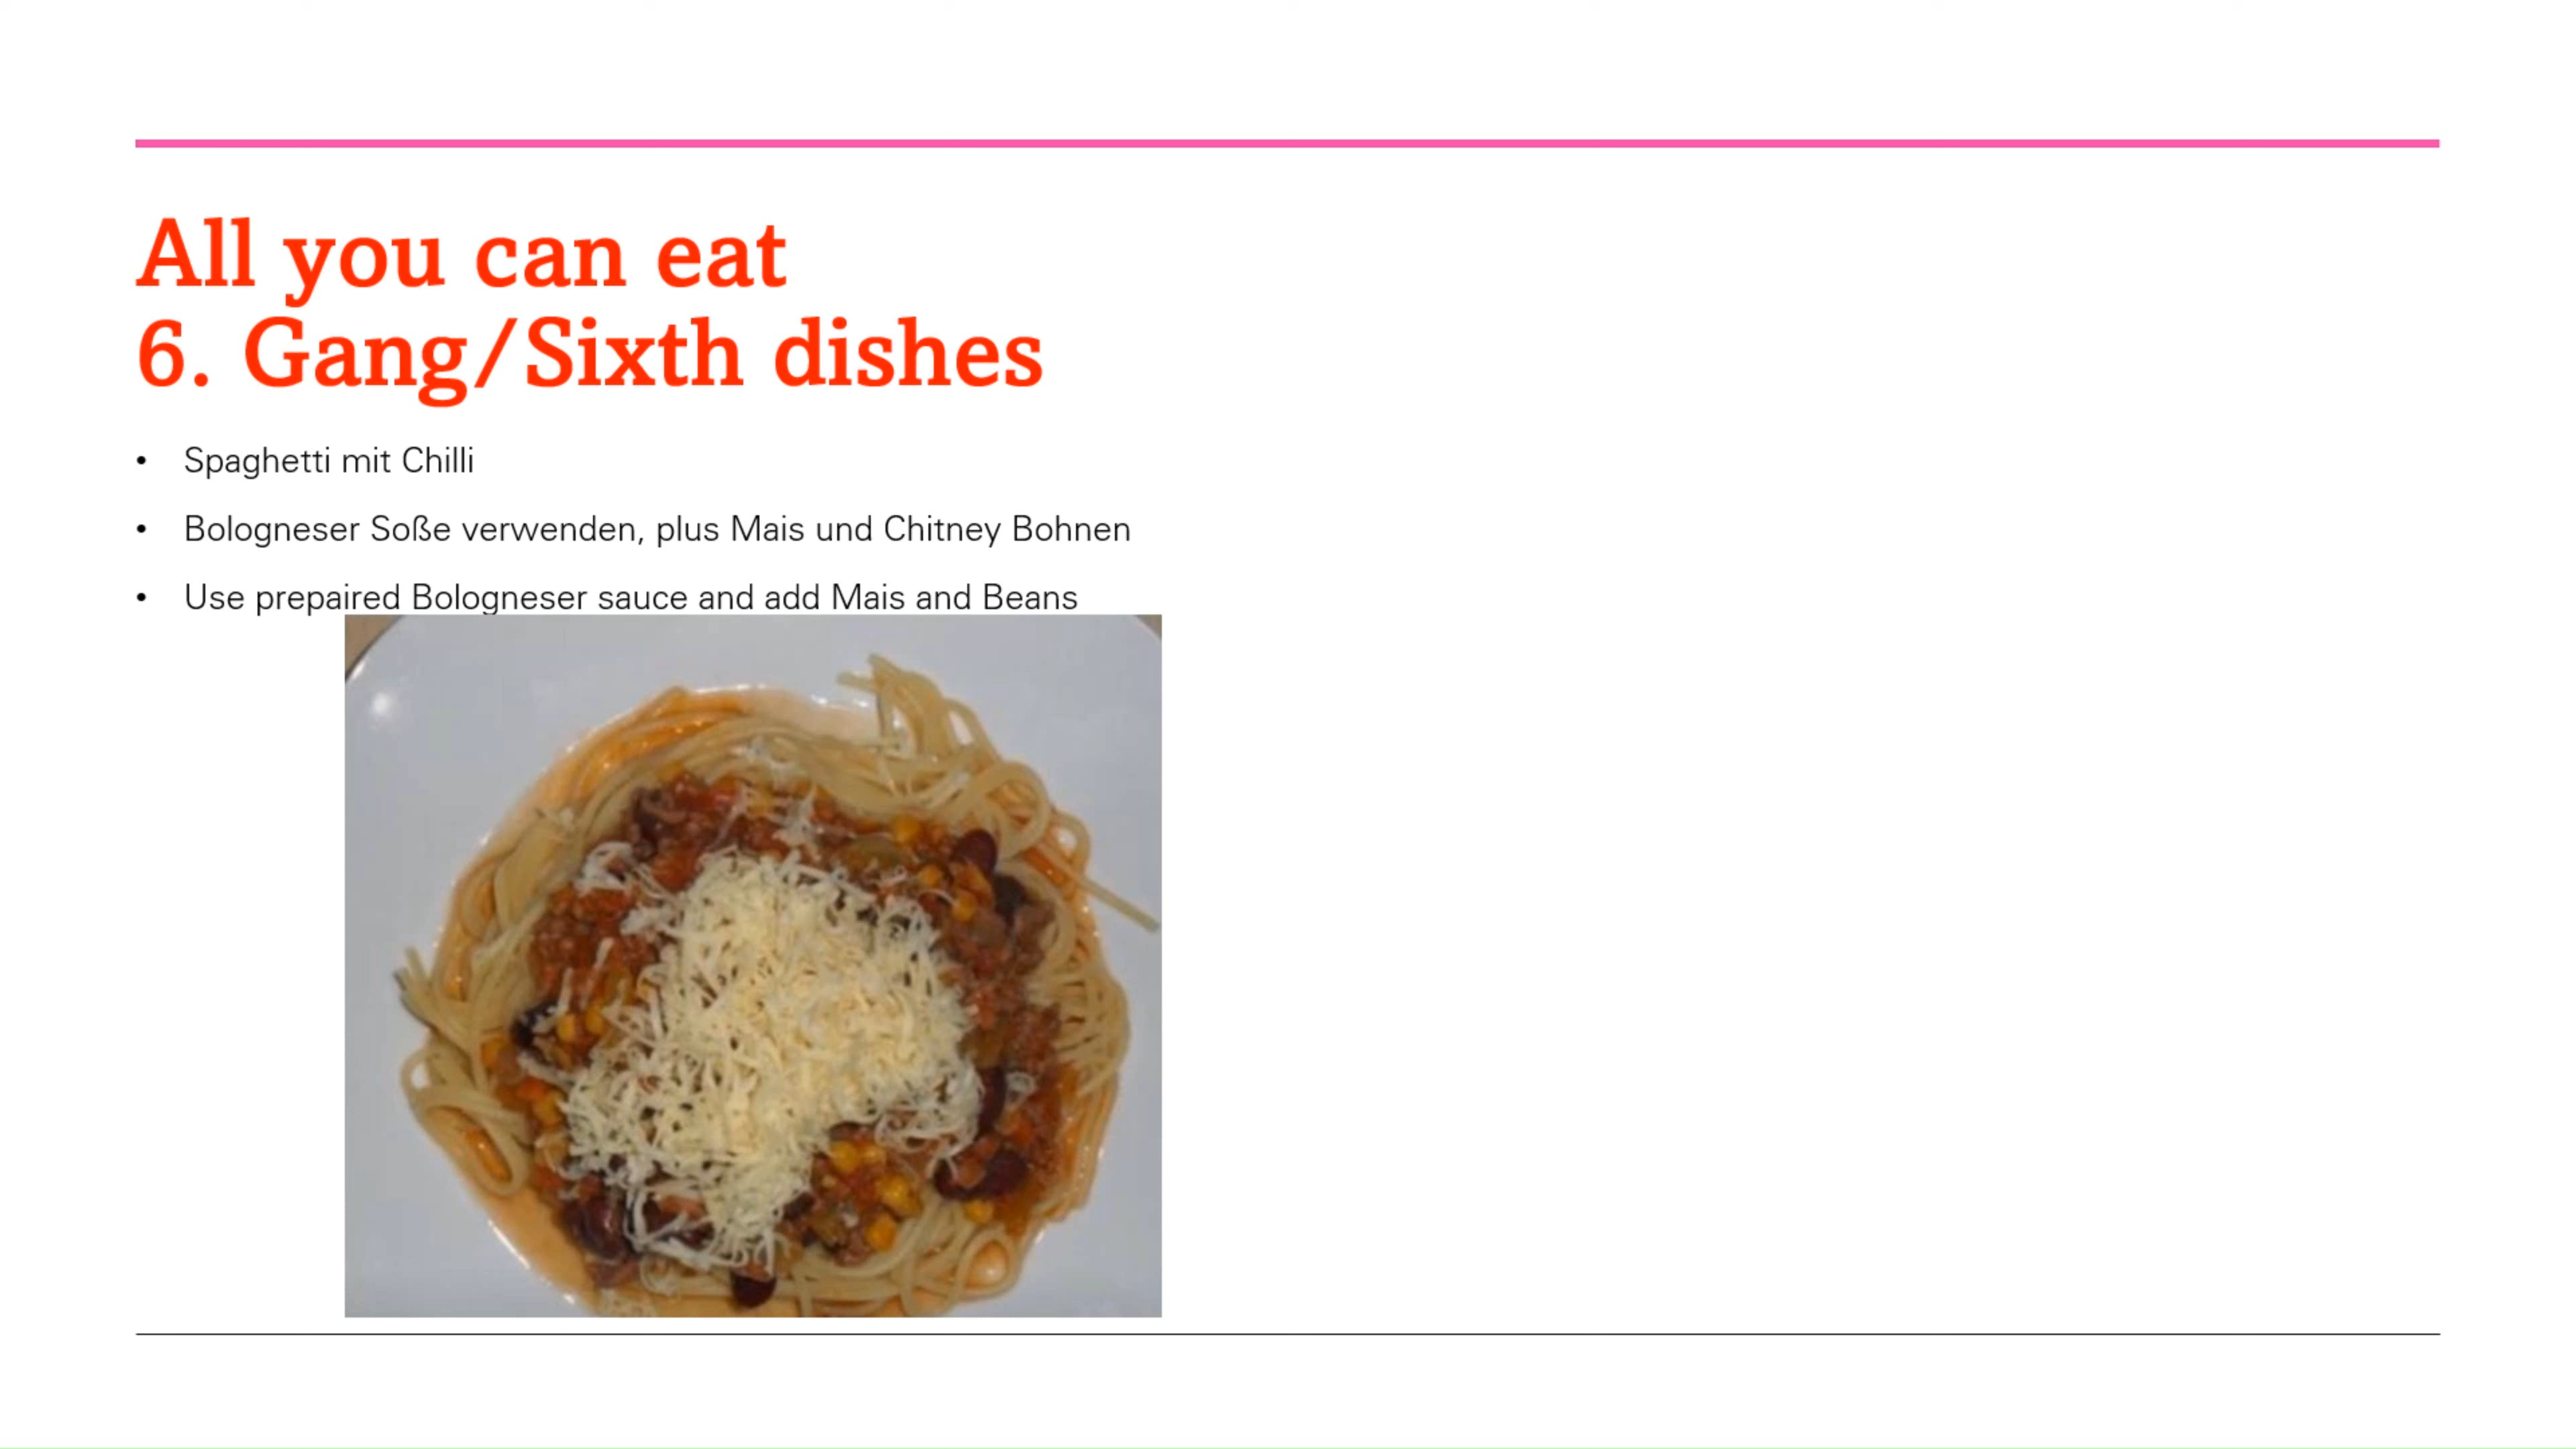 All you can eat
6. Gang/Sixth dishes
• Spaghetti mit Chilli
• Bologneser Soße verwenden, plus Mais und Chitney Bohnen
• Use prepaired Bologneser sauce and add Mais and Beans